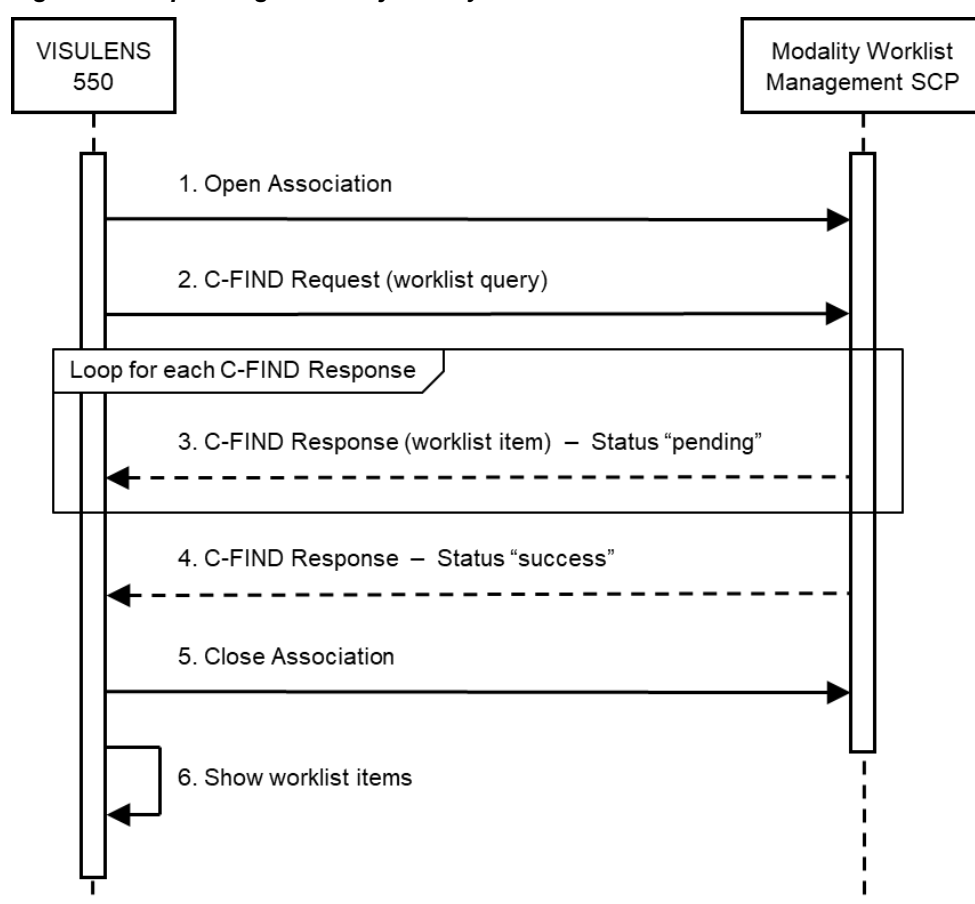 VISULENS
550
Modality Worklist
Management SCP
1. Open Association
2. C-FIND Request (worklist query)
Loop for each C-FIND Response
3. C-FIND Response (worklist item) – Status “pending”
4. C-FIND Response – Status “success”
5. Close Association
6. Show worklist items